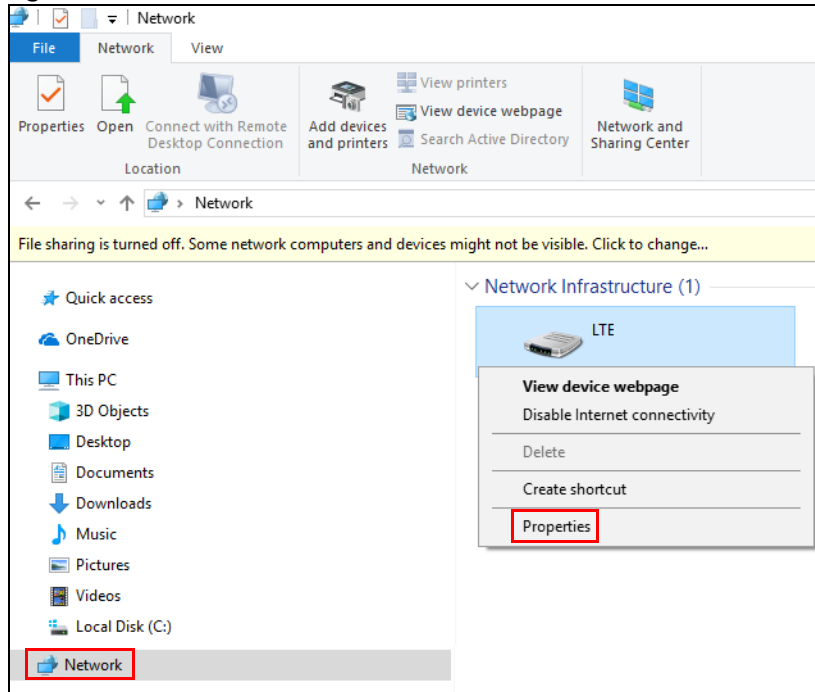 Network
File Network View
Properties Open Connect with Remote Desktop Connection
Location
Add devices and printers
View printers
View device webpage
Search Active Directory
Network
Network and Sharing Center
Network
File sharing is turned off. Some network computers and devices might not be visible. Click to change...
Quick access
OneDrive
This PC
3D Objects
Desktop
Documents
Downloads
Music
Pictures
Videos
Local Disk (C:)
Network
Network Infrastructure (1)
LTE
View device webpage
Disable Internet connectivity
Delete
Create shortcut
Properties